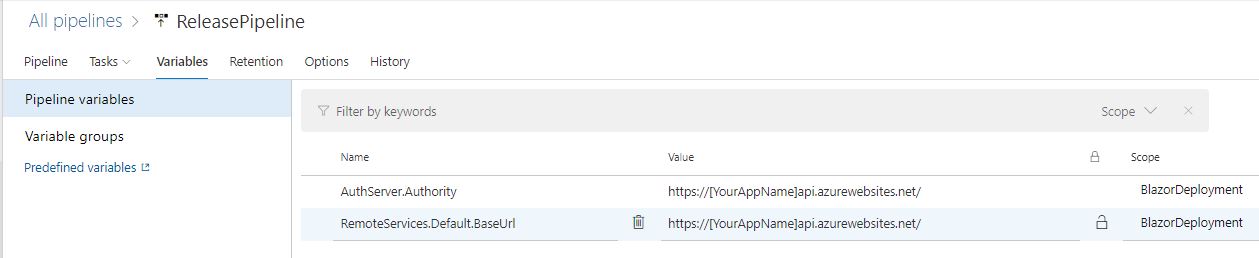 All pipelines > ReleasePipeline
Pipeline Tasks Variables Retention Options History
Pipeline variables
Variable groups
Predefined variables
Filter by keywords Scope
Name Value Scope
AuthServer.Authority https://[YourAppName]api.azurewebsites.net/ BlazorDeployment
RemoteServices.Default.BaseUrl https://[YourAppName]api.azurewebsites.net/ BlazorDeployment